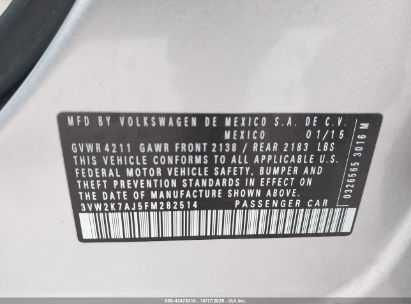 MFD BY VOLKSWAGEN DE MEXICO S.A. DE C.V.
MEXICO 01/15
GVWR 4211 GAWR FRONT 2138 / REAR 2183 LBS
THIS VEHICLE CONFORMS TO ALL APPLICABLE U.S.
FEDERAL MOTOR VEHICLE SAFETY, BUMPER AND
THEFT PREVENTION STANDARDS IN EFFECT ON THE
DATE OF MANUFACTURE SHOWN ABOVE.
3VW2K7AJ5FM282514 PASSENGER CAR
0326565 3016 M